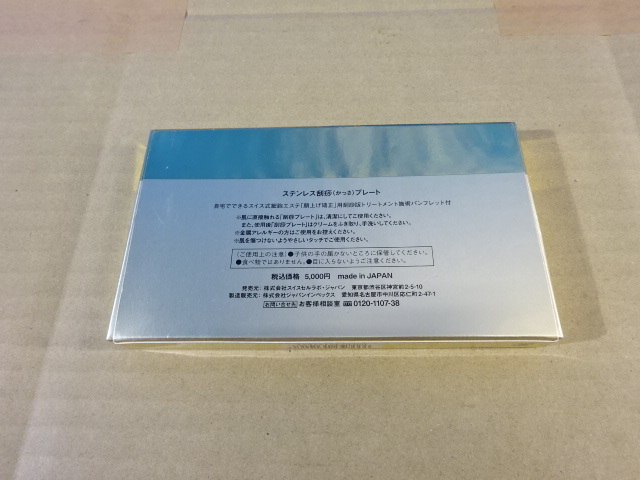 ステンレス刮痧〈かっさ〉プレート
自宅でできるスイス式細胞エステ「顔上げ矯正」用刮痧版トリートメント施術パンフレット付
※肌に直接触れる「刮痧プレート」は、清潔にしてご使用ください。
また、使用後「刮痧プレート」はクリームをふき取り、手洗いしてください。
※金属アレルギーの方はご使用をお控えください。
※肌を傷つけないようやさしいタッチでご使用ください。
〔ご使用上の注意〕●子供の手の届かないところに保管してください。
●食べ物ではありません。●目に入らないようご注意ください。
税込価格 5,000円 made in JAPAN
発売元：株式会社スイスセルラボ・ジャパン 東京都渋谷区神宮前2-5-10
製造販売元：株式会社ジャパンインペックス 愛知県名古屋市中川区応仁町2-47-1
お問い合せ先 お客様相談室 0120-1107-38